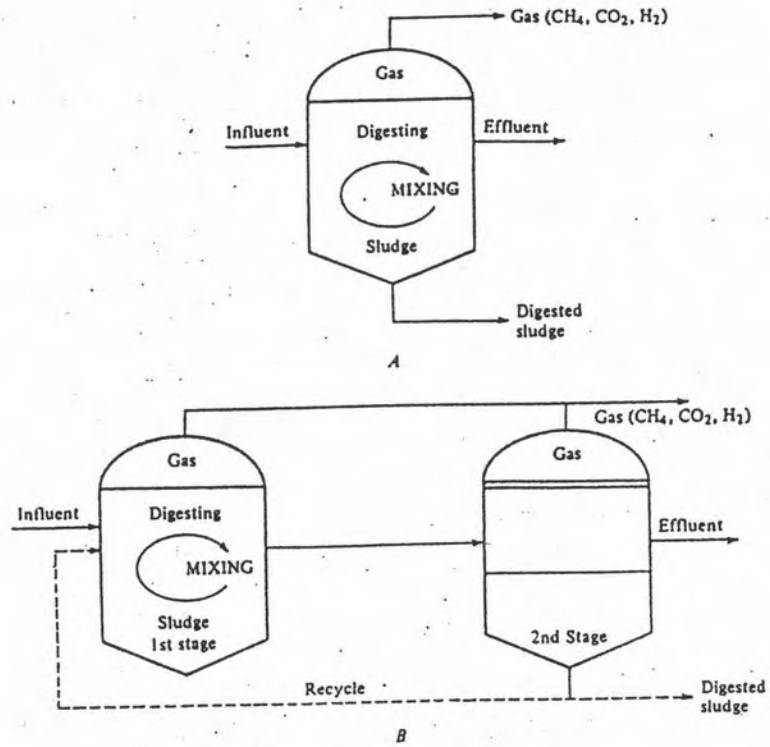 Gas (CH₄, CO₂, H₂)
Gas
Influent
Digesting
Effluent
MIXING
Sludge
Digested
sludge
A
Gas (CH₄, CO₂, H₂)
Gas
Gas
Influent
Digesting
Effluent
MIXING
Sludge
1st stage
2nd Stage
Recycle
Digested
sludge
B